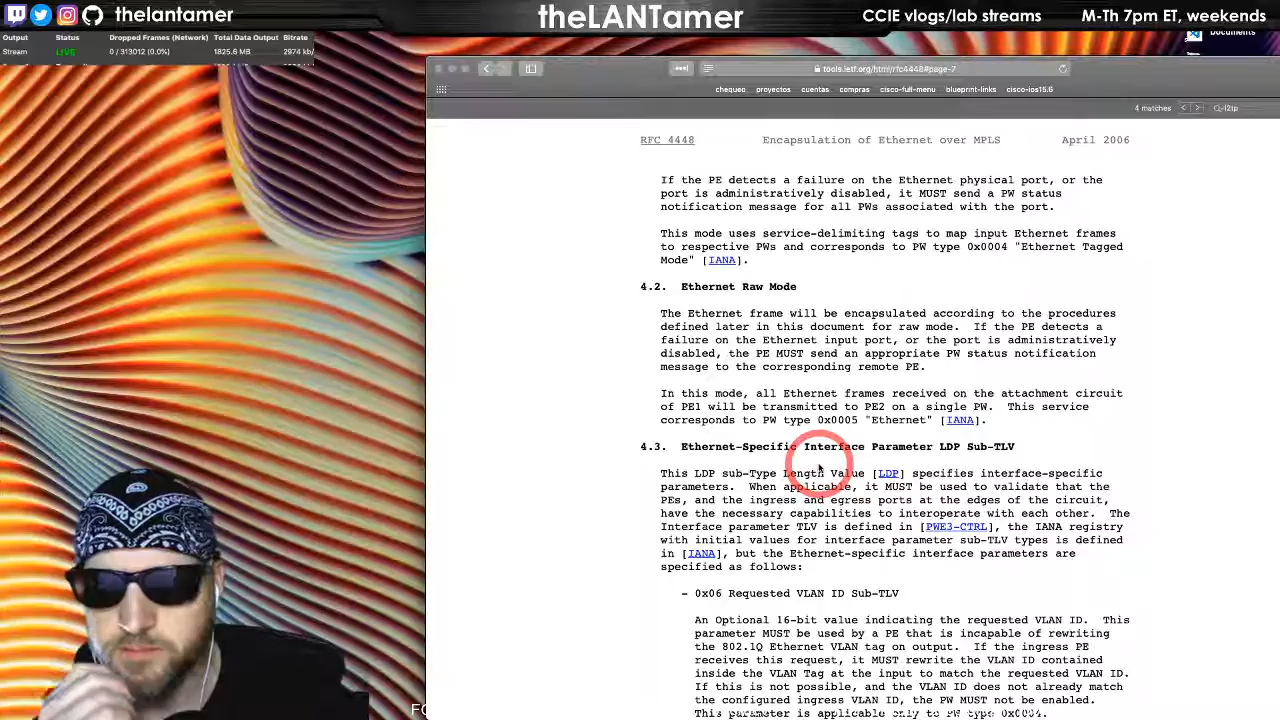 thelantamer
theLANTamer
CCIE vlogs/lab streams
M-Th 7pm ET, weekends
Output Status Dropped Frames (Network) Total Data Output Bitrate
Stream LIVE 0 / 313012 (0.0%) 1825.6 MB 2974 kb/
Documents
tools.ietf.org/html/rfc4448#page-7
chequeo proyectos cuentas compras cisco-full-menu blueprint-links cisco-ios15.6
4 matches
l2tp
RFC 4448 Encapsulation of Ethernet over MPLS April 2006
If the PE detects a failure on the Ethernet physical port, or the
port is administratively disabled, it MUST send a PW status
notification message for all PWs associated with the port.
This mode uses service-delimiting tags to map input Ethernet frames
to respective PWs and corresponds to PW type 0x0004 "Ethernet Tagged
Mode" [IANA].
4.2. Ethernet Raw Mode
The Ethernet frame will be encapsulated according to the procedures
defined later in this document for raw mode. If the PE detects a
failure on the Ethernet input port, or the port is administratively
disabled, the PE MUST send an appropriate PW status notification
message to the corresponding remote PE.
In this mode, all Ethernet frames received on the attachment circuit
of PE1 will be transmitted to PE2 on a single PW. This service
corresponds to PW type 0x0005 "Ethernet" [IANA].
4.3. Ethernet-Specific Interface Parameter LDP Sub-TLV
This LDP sub-Type Length Value [LDP] specifies interface-specific
parameters. When applicable, it MUST be used to validate that the
PEs, and the ingress and egress ports at the edges of the circuit,
have the necessary capabilities to interoperate with each other. The
Interface parameter TLV is defined in [PWE3-CTRL], the IANA registry
with initial values for interface parameter sub-TLV types is defined
in [IANA], but the Ethernet-specific interface parameters are
specified as follows:
- 0x06 Requested VLAN ID Sub-TLV
An Optional 16-bit value indicating the requested VLAN ID. This
parameter MUST be used by a PE that is incapable of rewriting
the 802.1Q Ethernet VLAN tag on output. If the ingress PE
receives this request, it MUST rewrite the VLAN ID contained
inside the VLAN Tag at the input to match the requested VLAN ID.
If this is not possible, and the VLAN ID does not already match
the configured ingress VLAN ID, the PW MUST not be enabled.
This parameter is applicable only to PW type 0x0004.